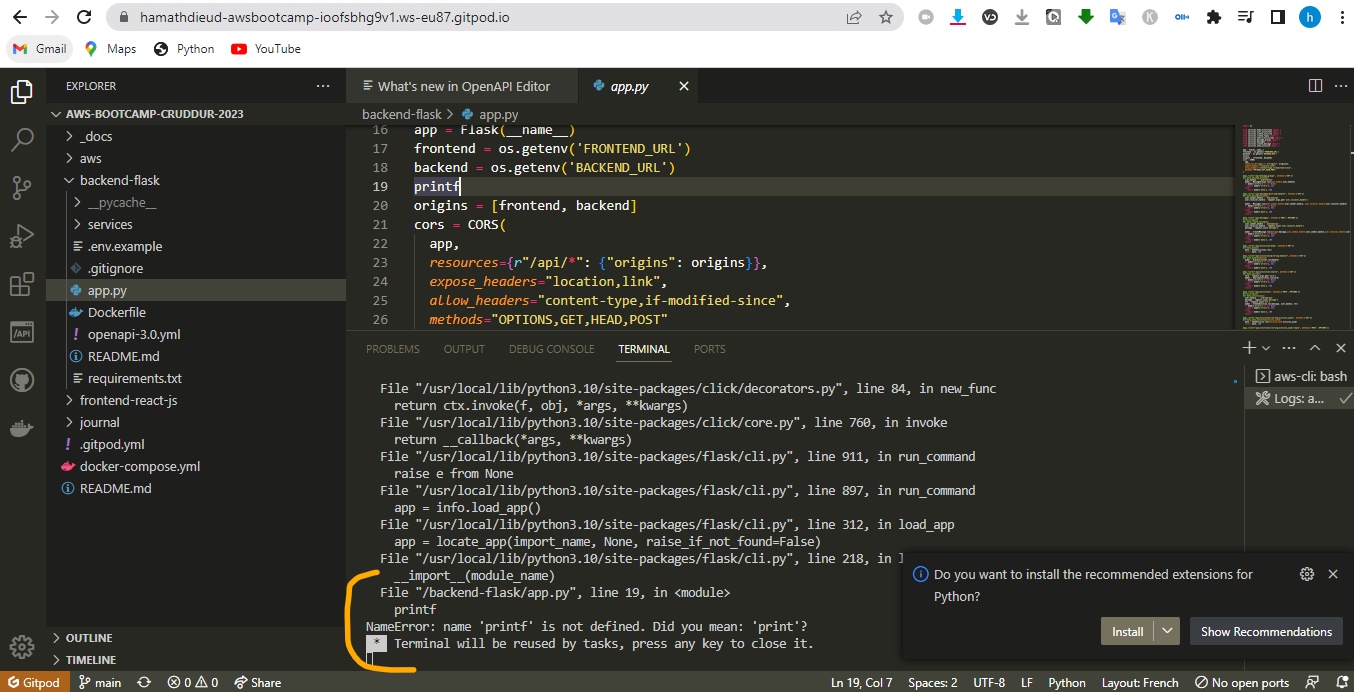 hamathdieud-awsbootcamp-ioofsbhg9v1.ws-eu87.gitpod.io
Gmail Maps Python YouTube
EXPLORER
What's new in OpenAPI Editor
app.py
AWS-BOOTCAMP-CRUDDUR-2023
_docs
aws
backend-flask
__pycache__
services
.env.example
.gitignore
app.py
Dockerfile
openapi-3.0.yml
README.md
requirements.txt
frontend-react-js
journal
.gitpod.yml
docker-compose.yml
README.md
OUTLINE
TIMELINE
backend-flask > app.py
16 app = Flask(__name__)
17 frontend = os.getenv('FRONTEND_URL')
18 backend = os.getenv('BACKEND_URL')
19 printf
20 origins = [frontend, backend]
21 cors = CORS(
22 app,
23 resources={r"/api/*": {"origins": origins}},
24 expose_headers="location,link",
25 allow_headers="content-type,if-modified-since",
26 methods="OPTIONS,GET,HEAD,POST"
PROBLEMS OUTPUT DEBUG CONSOLE TERMINAL PORTS
aws-cli: bash
Logs: a...
File "/usr/local/lib/python3.10/site-packages/click/decorators.py", line 84, in new_func
return ctx.invoke(f, obj, *args, **kwargs)
File "/usr/local/lib/python3.10/site-packages/click/core.py", line 760, in invoke
return __callback(*args, **kwargs)
File "/usr/local/lib/python3.10/site-packages/flask/cli.py", line 911, in run_command
raise e from None
File "/usr/local/lib/python3.10/site-packages/flask/cli.py", line 897, in run_command
app = info.load_app()
File "/usr/local/lib/python3.10/site-packages/flask/cli.py", line 312, in load_app
app = locate_app(import_name, None, raise_if_not_found=False)
File "/usr/local/lib/python3.10/site-packages/flask/cli.py", line 218, in l
__import__(module_name)
File "/backend-flask/app.py", line 19, in <module>
printf
NameError: name 'printf' is not defined. Did you mean: 'print'?
* Terminal will be reused by tasks, press any key to close it.
Do you want to install the recommended extensions for
Python?
Install
Show Recommendations
Gitpod main 0 0 Share
Ln 19, Col 7 Spaces: 2 UTF-8 LF Python Layout: French No open ports